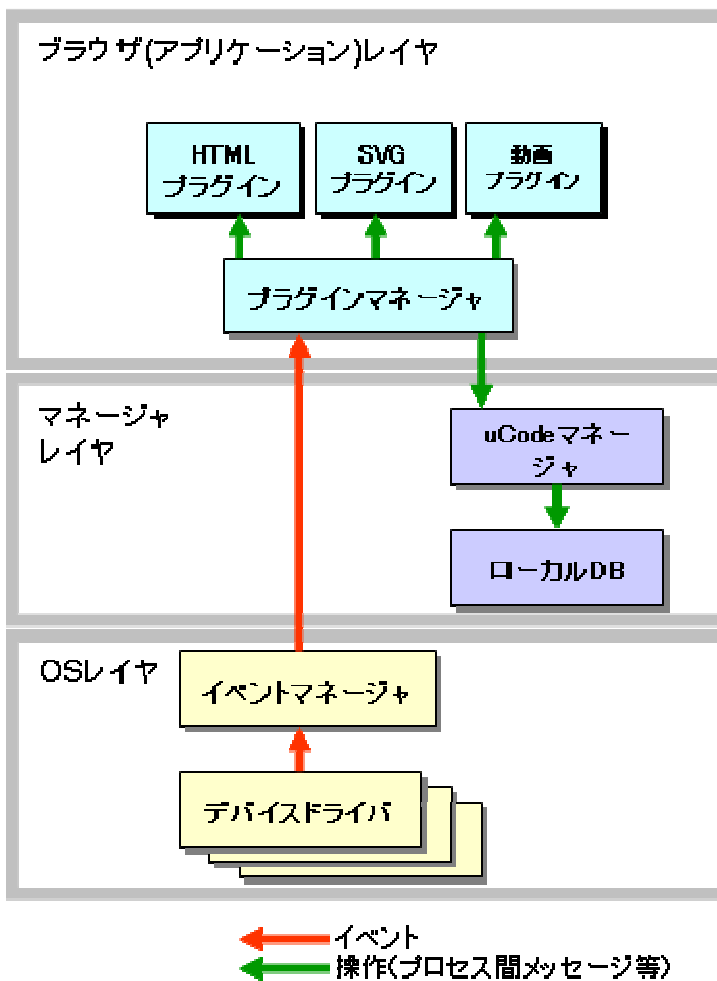 ブラウザ(アプリケーション)レイヤ
HTML
プラグイン
SVG
プラグイン
動画
プラグイン
プラグインマネージャ
マネージャ
レイヤ
uCodeマネー
ジャ
ローカルDB
OSレイヤ
イベントマネージャ
デバイスドライバ
イベント
操作(プロセス間メッセージ等)